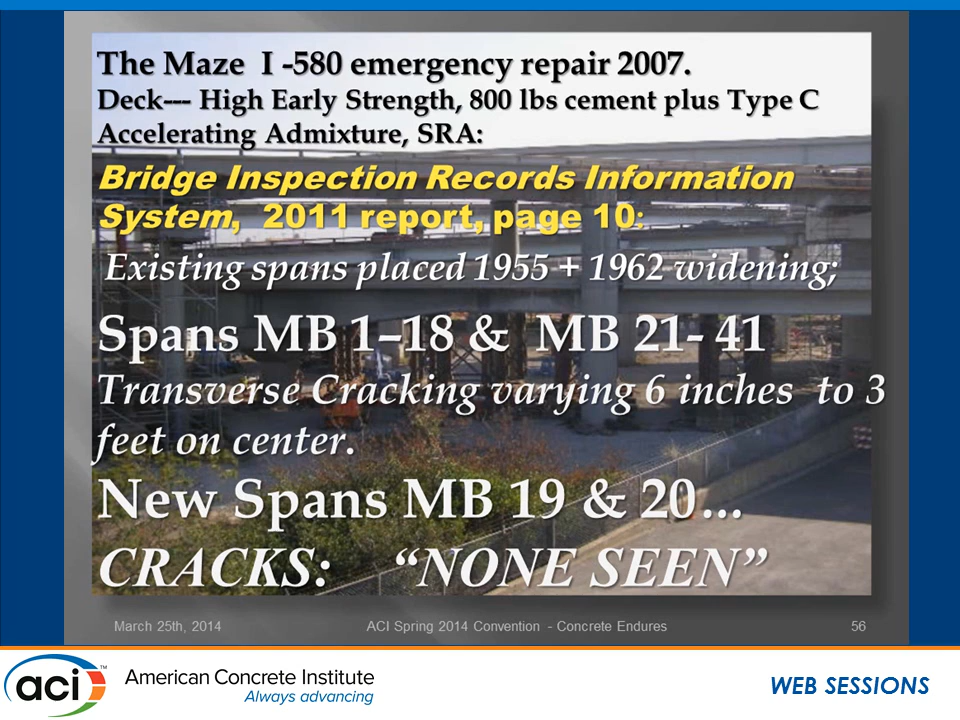 The Maze I -580 emergency repair 2007.
Deck--- High Early Strength, 800 lbs cement plus Type C
Accelerating Admixture, SRA:
Bridge Inspection Records Information
System, 2011 report, page 10:
Existing spans placed 1955 + 1962 widening;
Spans MB 1–18 & MB 21- 41
Transverse Cracking varying 6 inches to 3
feet on center.
New Spans MB 19 & 20...
CRACKS: “NONE SEEN”
March 25th, 2014 ACI Spring 2014 Convention - Concrete Endures 56
aci™
American Concrete Institute
Always advancing
WEB SESSIONS